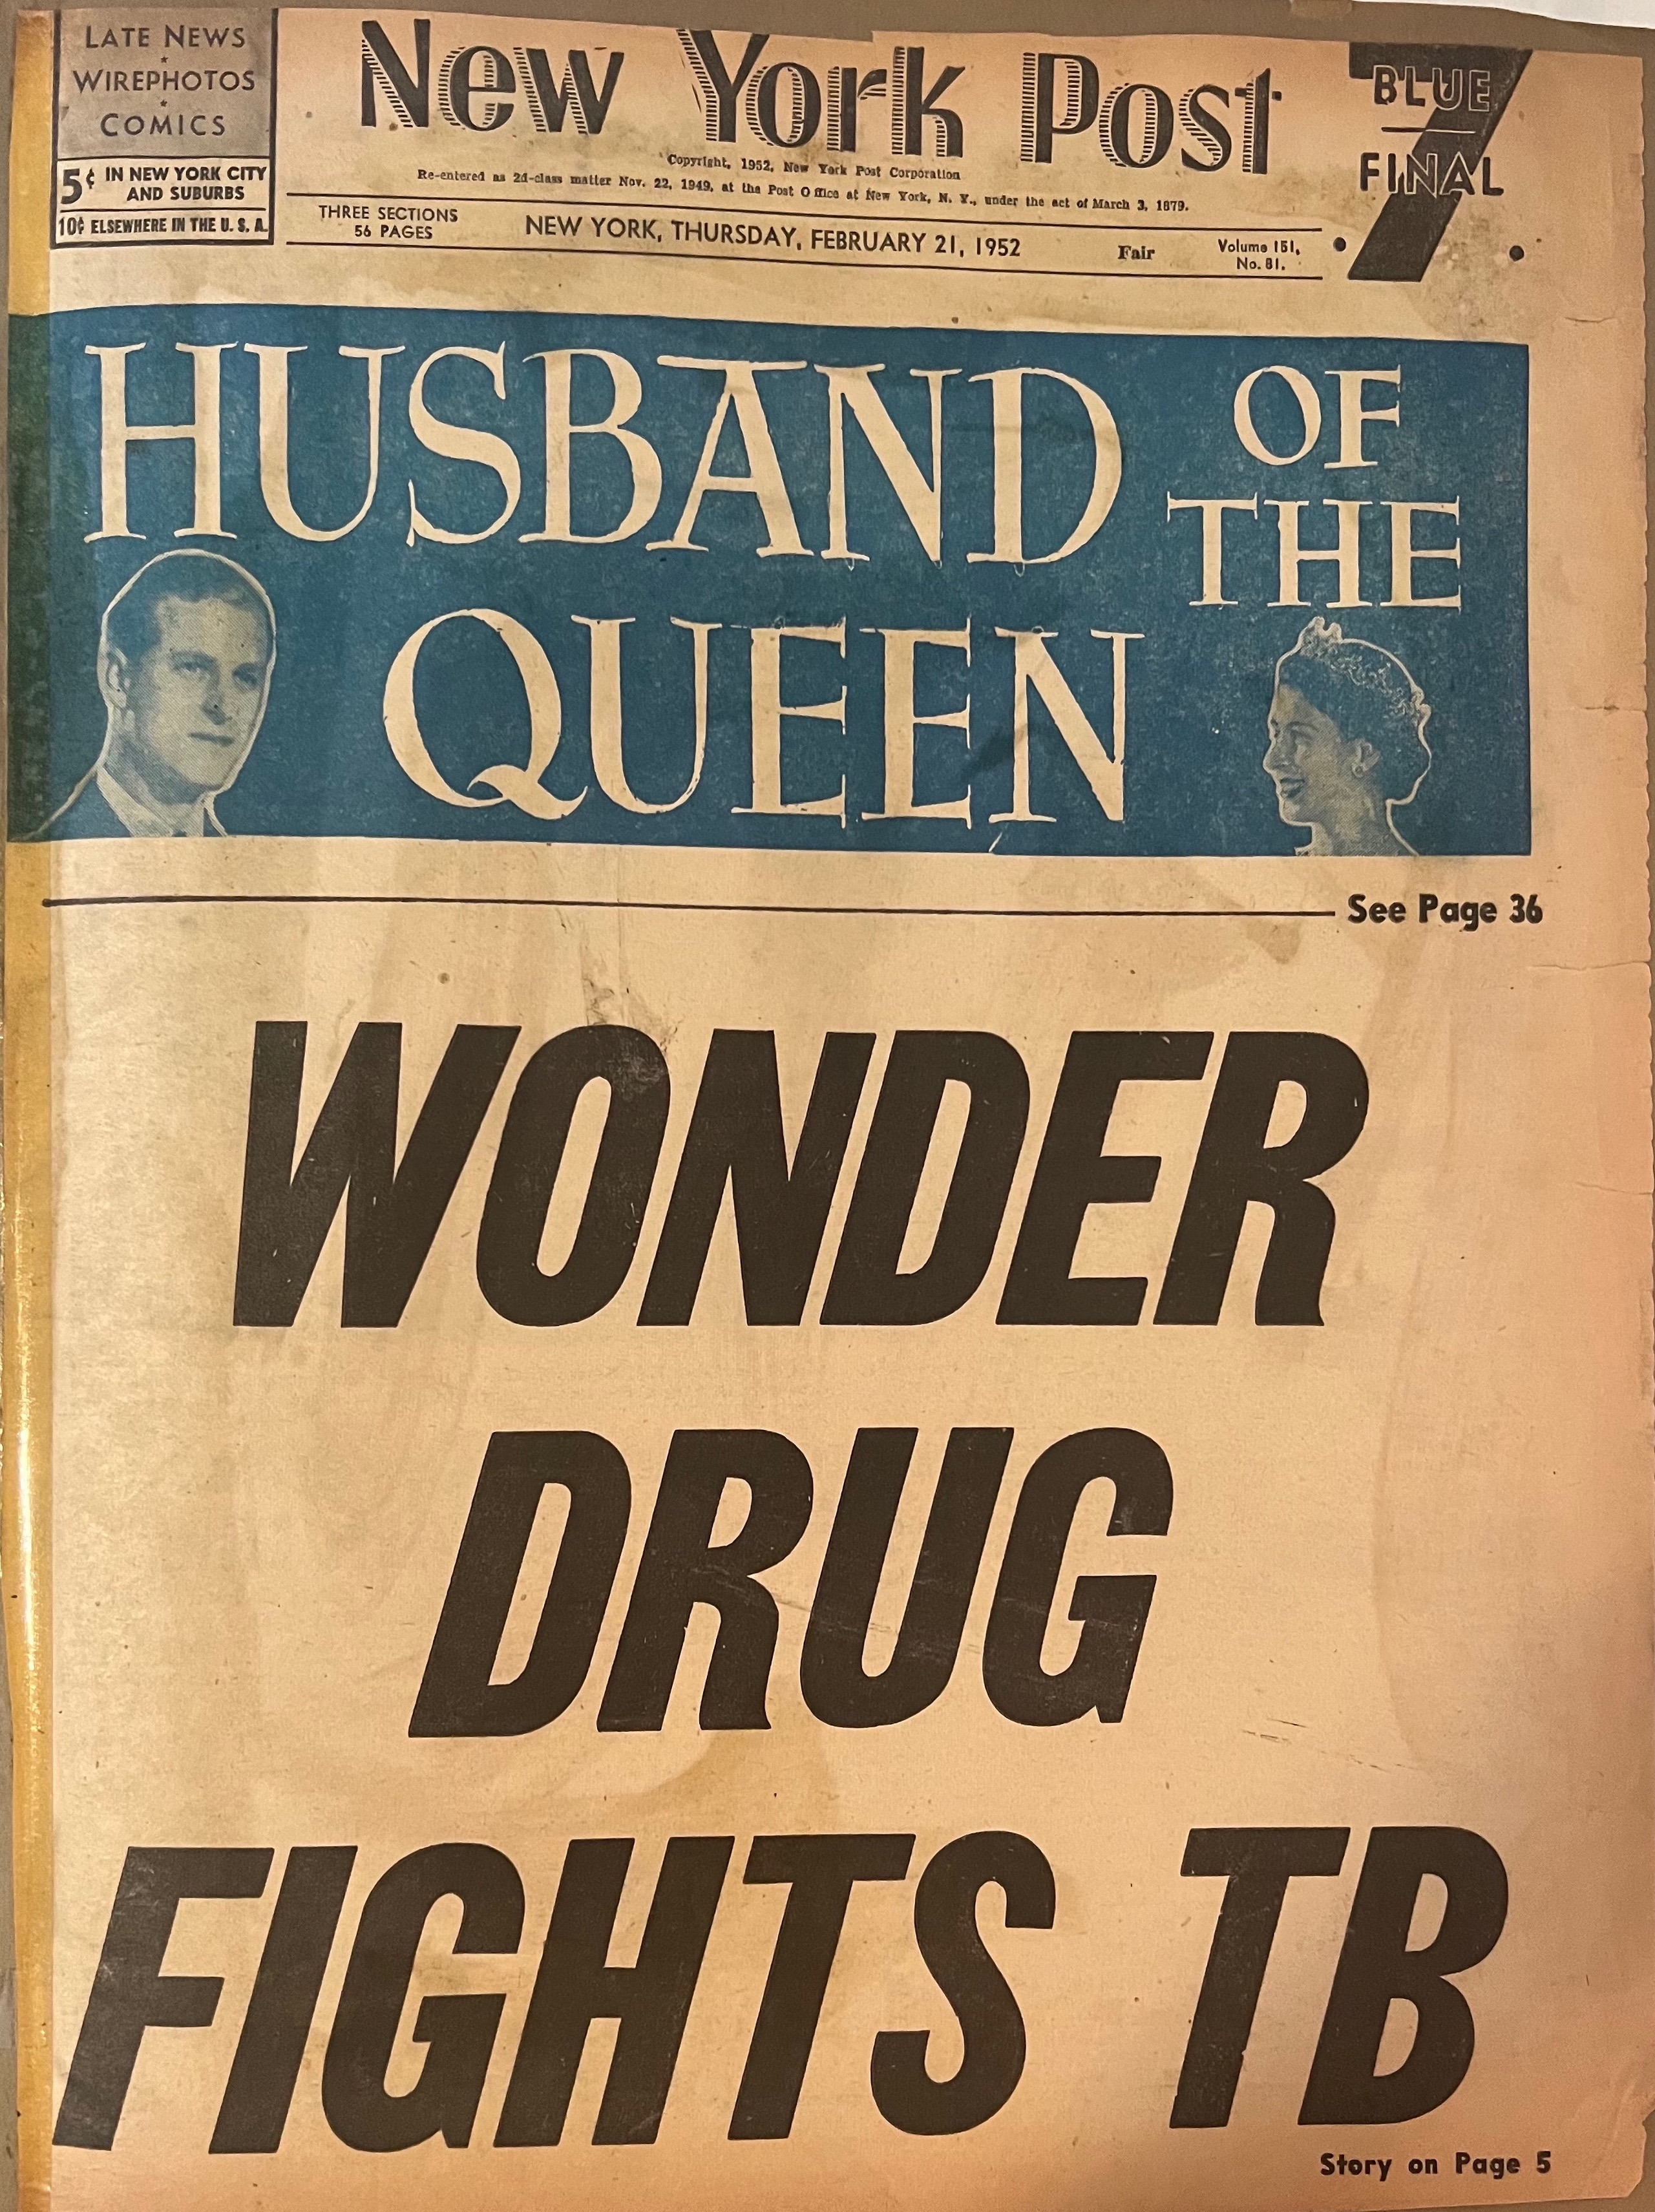 LATE NEWS
WIREPHOTOS
COMICS
5¢ IN NEW YORK CITY
AND SUBURBS
10¢ ELSEWHERE IN THE U. S. A.
New York Post
Copyright, 1952, New York Post Corporation
Re-entered as 2d-class matter Nov. 22, 1949, at the Post Office at New York, N. Y., under the act of March 3, 1879.
7
BLUE
FINAL
THREE SECTIONS
56 PAGES
NEW YORK, THURSDAY, FEBRUARY 21, 1952
Fair
Volume 151,
No. 81.
HUSBAND OF
THE
QUEEN
See Page 36
WONDER
DRUG
FIGHTS TB
Story on Page 5